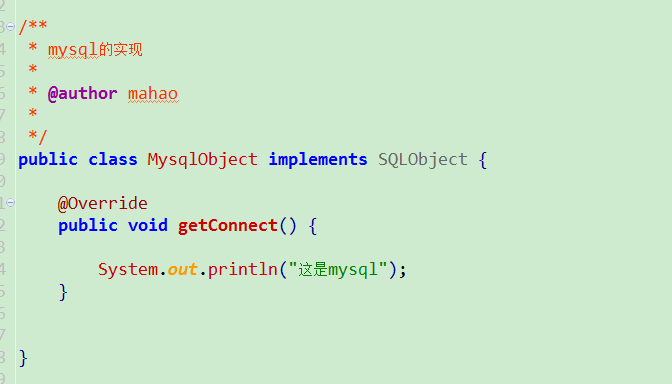 /**
 * mysql的实现
 *
 * @author mahao
 *
 */
public class MysqlObject implements SQLObject {
    @Override
    public void getConnect() {
        System.out.println("这是mysql");
    }
}